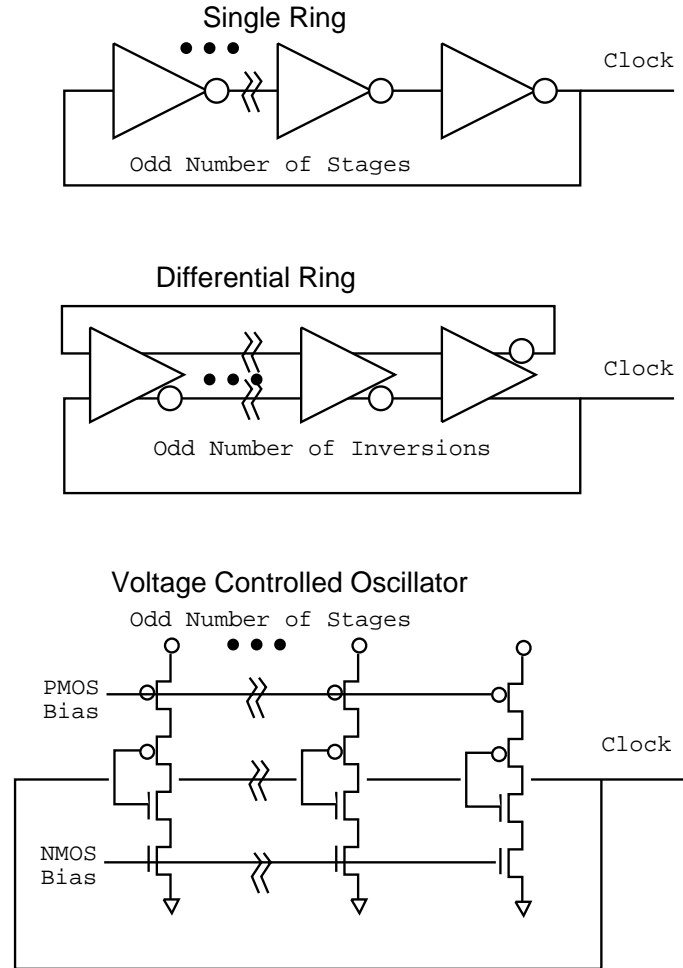 Single Ring
Clock
Odd Number of Stages
Differential Ring
Clock
Odd Number of Inversions
Voltage Controlled Oscillator
Odd Number of Stages
PMOS
Bias
Clock
NMOS
Bias